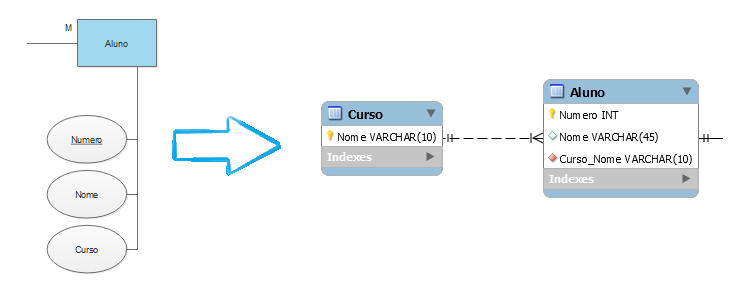 M
Aluno
Numero
Nome
Curso
Curso
Nome VARCHAR(10)
Indexes
Aluno
Numero INT
Nome VARCHAR(45)
Curso_Nome VARCHAR(10)
Indexes